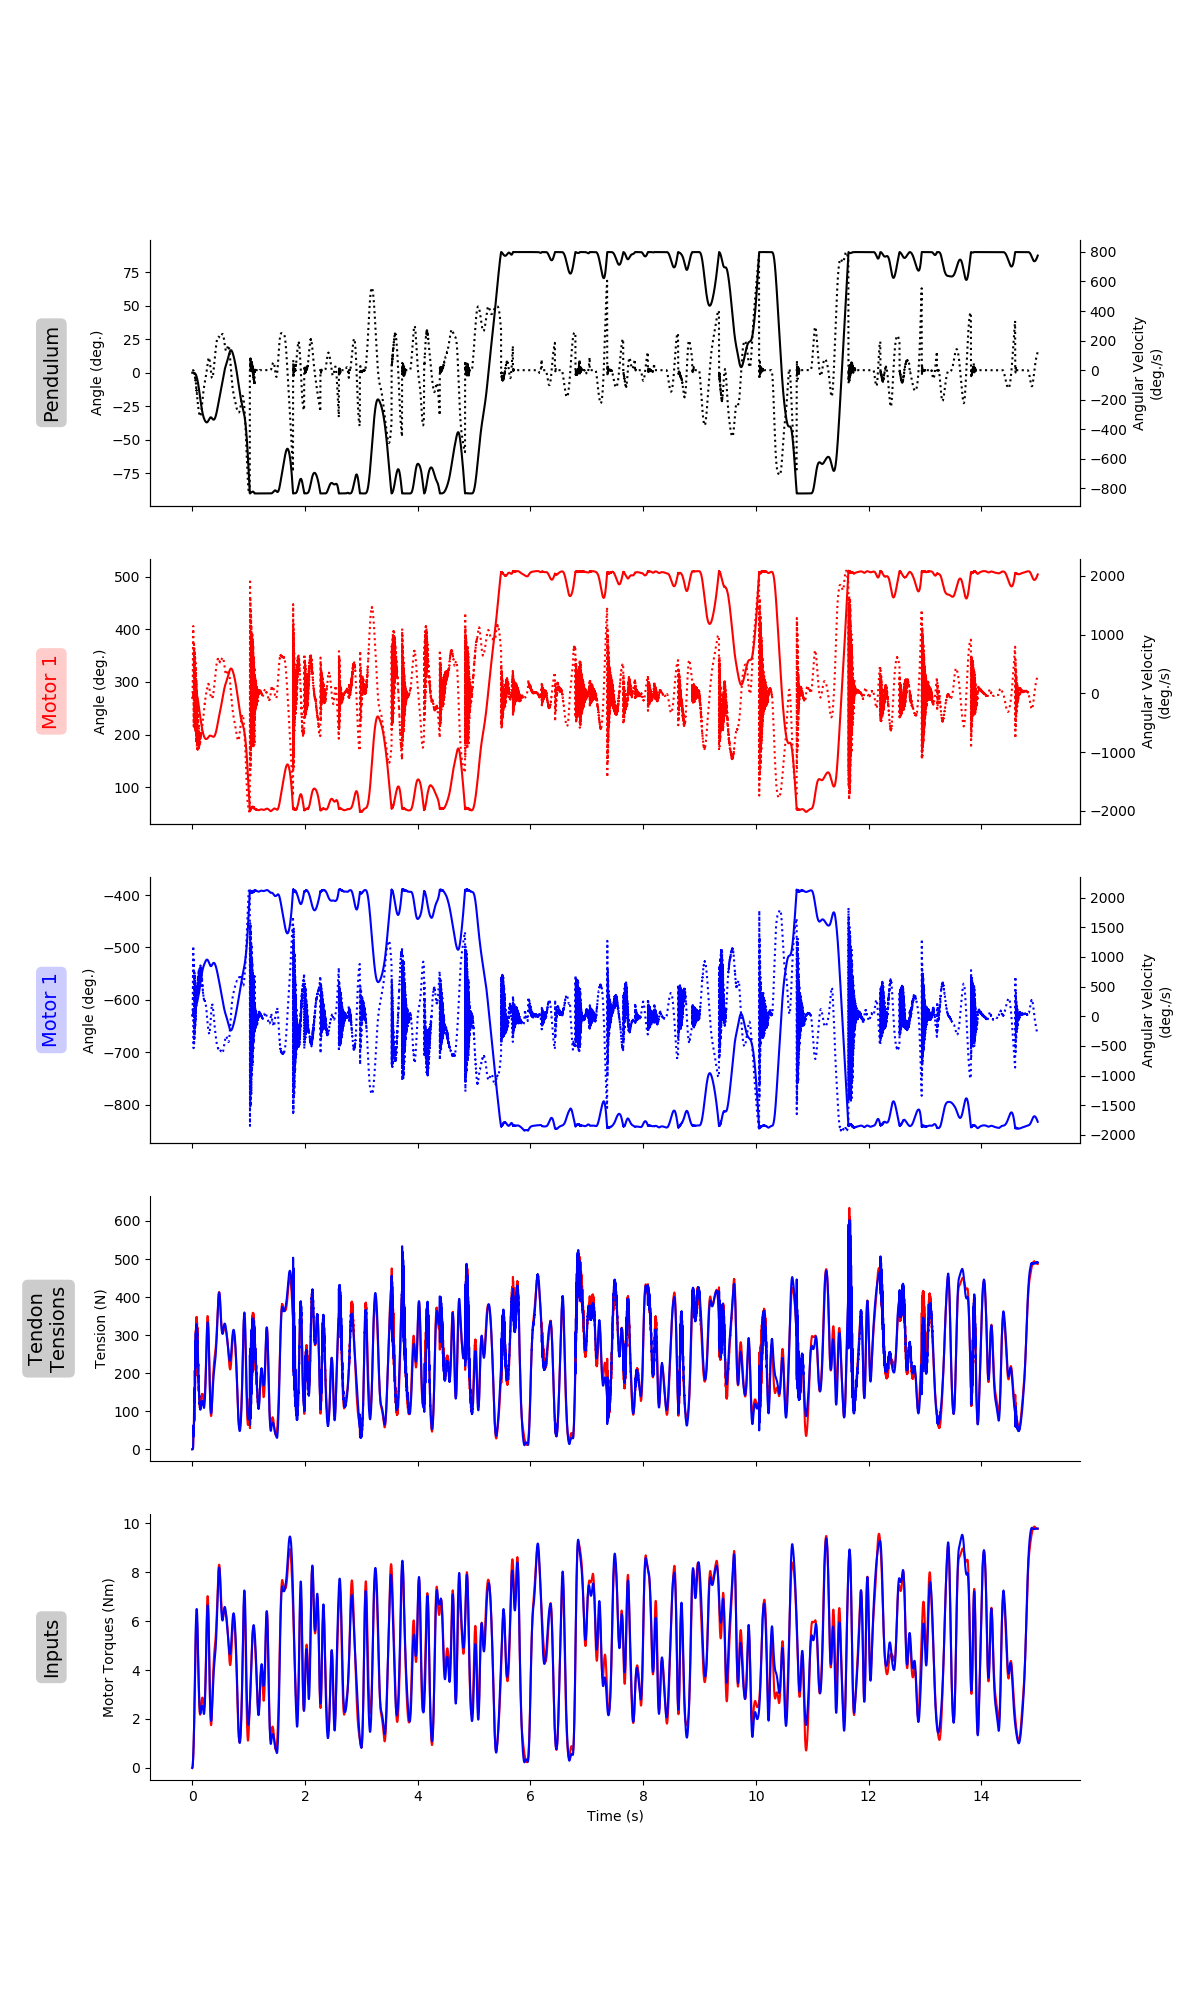 Pendulum
Angle (deg.)
75
50
25
0
−25
−50
−75
800
600
400
200
0
−200
−400
−600
−800
Angular Velocity
(deg./s)
Motor 1
Angle (deg.)
500
400
300
200
100
2000
1000
0
−1000
−2000
Angular Velocity
(deg./s)
Motor 1
Angle (deg.)
−400
−500
−600
−700
−800
2000
1500
1000
500
0
−500
−1000
−1500
−2000
Angular Velocity
(deg./s)
Tendon
Tensions
Tension (N)
600
500
400
300
200
100
0
Inputs
Motor Torques (Nm)
10
8
6
4
2
0
0 2 4 6 8 10 12 14
Time (s)